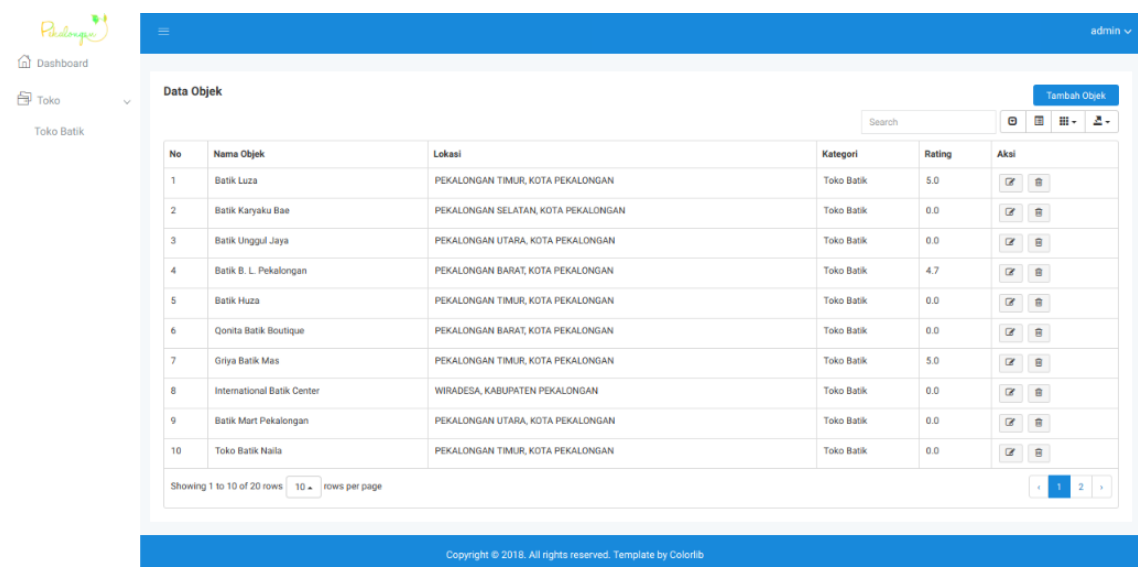 Pekalongan
admin
Dashboard
Toko
Toko Batik
Data Objek
Tambah Objek
Search
No Nama Objek Lokasi Kategori Rating Aksi
1 Batik Luza PEKALONGAN TIMUR, KOTA PEKALONGAN Toko Batik 5.0
2 Batik Karyaku Bae PEKALONGAN SELATAN, KOTA PEKALONGAN Toko Batik 0.0
3 Batik Unggul Jaya PEKALONGAN UTARA, KOTA PEKALONGAN Toko Batik 0.0
4 Batik B. L. Pekalongan PEKALONGAN BARAT, KOTA PEKALONGAN Toko Batik 4.7
5 Batik Huza PEKALONGAN TIMUR, KOTA PEKALONGAN Toko Batik 0.0
6 Qonita Batik Boutique PEKALONGAN BARAT, KOTA PEKALONGAN Toko Batik 0.0
7 Griya Batik Mas PEKALONGAN TIMUR, KOTA PEKALONGAN Toko Batik 5.0
8 International Batik Center WIRADESA, KABUPATEN PEKALONGAN Toko Batik 0.0
9 Batik Mart Pekalongan PEKALONGAN UTARA, KOTA PEKALONGAN Toko Batik 0.0
10 Toko Batik Naila PEKALONGAN TIMUR, KOTA PEKALONGAN Toko Batik 0.0
Showing 1 to 10 of 20 rows 10 rows per page ‹ 1 2 ›
Copyright © 2018. All rights reserved. Template by Colorlib